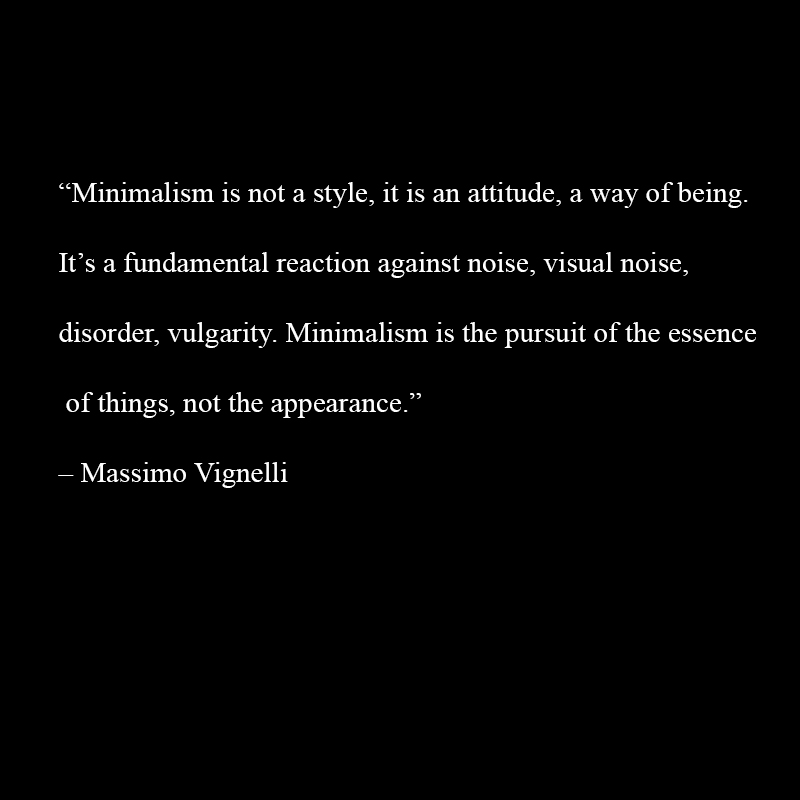 “Minimalism is not a style, it is an attitude, a way of being.
It’s a fundamental reaction against noise, visual noise,
disorder, vulgarity. Minimalism is the pursuit of the essence
of things, not the appearance.”
– Massimo Vignelli